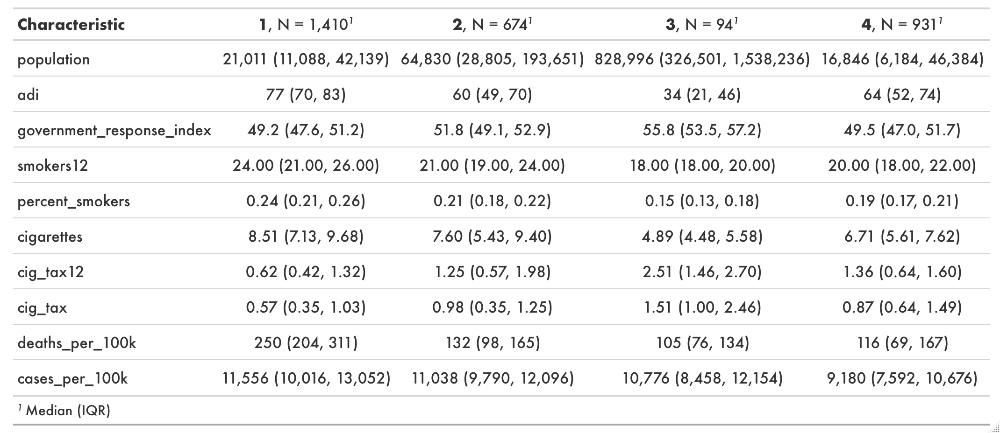 Characteristic 1, N = 1,410¹ 2, N = 674¹ 3, N = 94¹ 4, N = 931¹
population 21,011 (11,088, 42,139) 64,830 (28,805, 193,651) 828,996 (326,501, 1,538,236) 16,846 (6,184, 46,384)
adi 77 (70, 83) 60 (49, 70) 34 (21, 46) 64 (52, 74)
government_response_index 49.2 (47.6, 51.2) 51.8 (49.1, 52.9) 55.8 (53.5, 57.2) 49.5 (47.0, 51.7)
smokers12 24.00 (21.00, 26.00) 21.00 (19.00, 24.00) 18.00 (18.00, 20.00) 20.00 (18.00, 22.00)
percent_smokers 0.24 (0.21, 0.26) 0.21 (0.18, 0.22) 0.15 (0.13, 0.18) 0.19 (0.17, 0.21)
cigarettes 8.51 (7.13, 9.68) 7.60 (5.43, 9.40) 4.89 (4.48, 5.58) 6.71 (5.61, 7.62)
cig_tax12 0.62 (0.42, 1.32) 1.25 (0.57, 1.98) 2.51 (1.46, 2.70) 1.36 (0.64, 1.60)
cig_tax 0.57 (0.35, 1.03) 0.98 (0.35, 1.25) 1.51 (1.00, 2.46) 0.87 (0.64, 1.49)
deaths_per_100k 250 (204, 311) 132 (98, 165) 105 (76, 134) 116 (69, 167)
cases_per_100k 11,556 (10,016, 13,052) 11,038 (9,790, 12,096) 10,776 (8,458, 12,154) 9,180 (7,592, 10,676)
¹ Median (IQR)